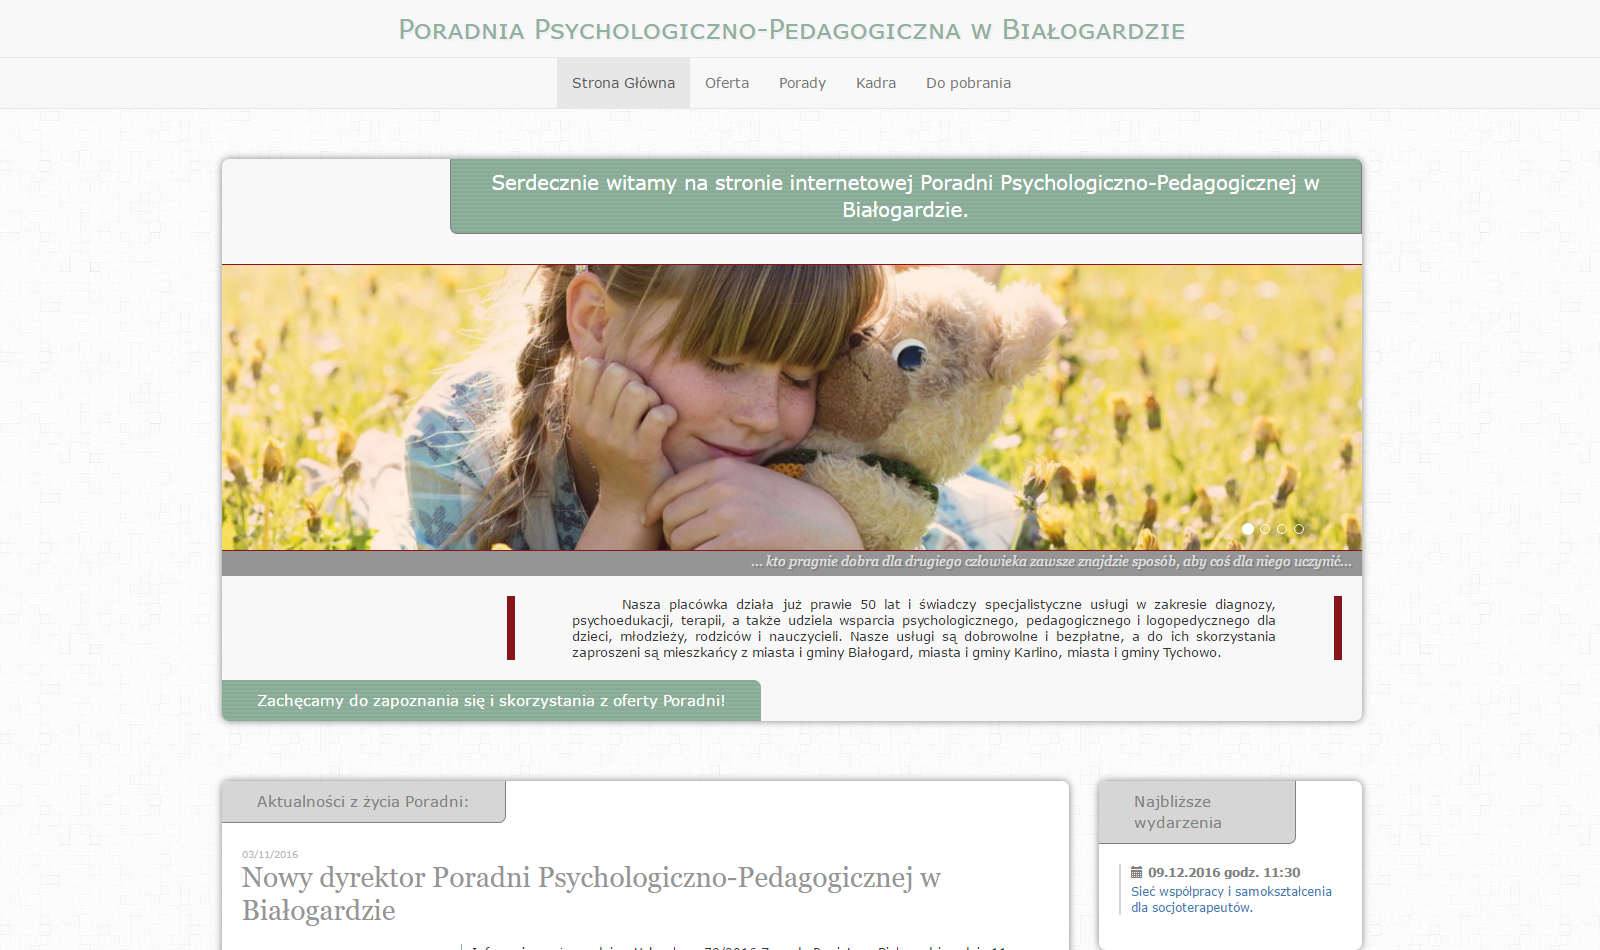 Poradnia Psychologiczno-Pedagogiczna w Białogardzie
Strona Główna
Oferta
Porady
Kadra
Do pobrania
Serdecznie witamy na stronie internetowej Poradni Psychologiczno-Pedagogicznej w
Białogardzie.
... kto pragnie dobra dla drugiego człowieka zawsze znajdzie sposób, aby coś dla niego uczynić...
Nasza placówka działa już prawie 50 lat i świadczy specjalistyczne usługi w zakresie diagnozy,
psychoedukacji, terapii, a także udziela wsparcia psychologicznego, pedagogicznego i logopedycznego dla
dzieci, młodzieży, rodziców i nauczycieli. Nasze usługi są dobrowolne i bezpłatne, a do ich skorzystania
zaproszeni są mieszkańcy z miasta i gminy Białogard, miasta i gminy Karlino, miasta i gminy Tychowo.
Zachęcamy do zapoznania się i skorzystania z oferty Poradni!
Aktualności z życia Poradni:
03/11/2016
Nowy dyrektor Poradni Psychologiczno-Pedagogicznej w
Białogardzie
Najbliższe
wydarzenia
09.12.2016 godz. 11:30
Sieć współpracy i samokształcenia
dla socjoterapeutów.